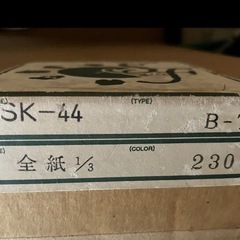 SK-44 (TYPE) B-
全紙 1/3 (COLOR) 230